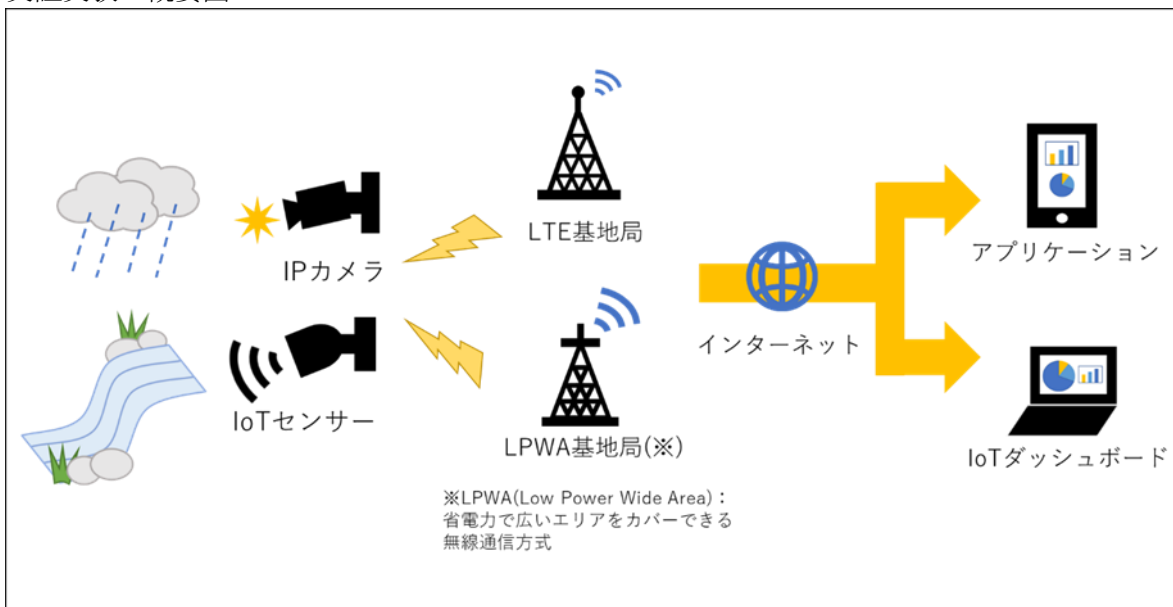 LTE基地局
IPカメラ
アプリケーション
インターネット
IoTセンサー
LPWA基地局(※)
IoTダッシュボード
※LPWA(Low Power Wide Area)：
省電力で広いエリアをカバーできる
無線通信方式